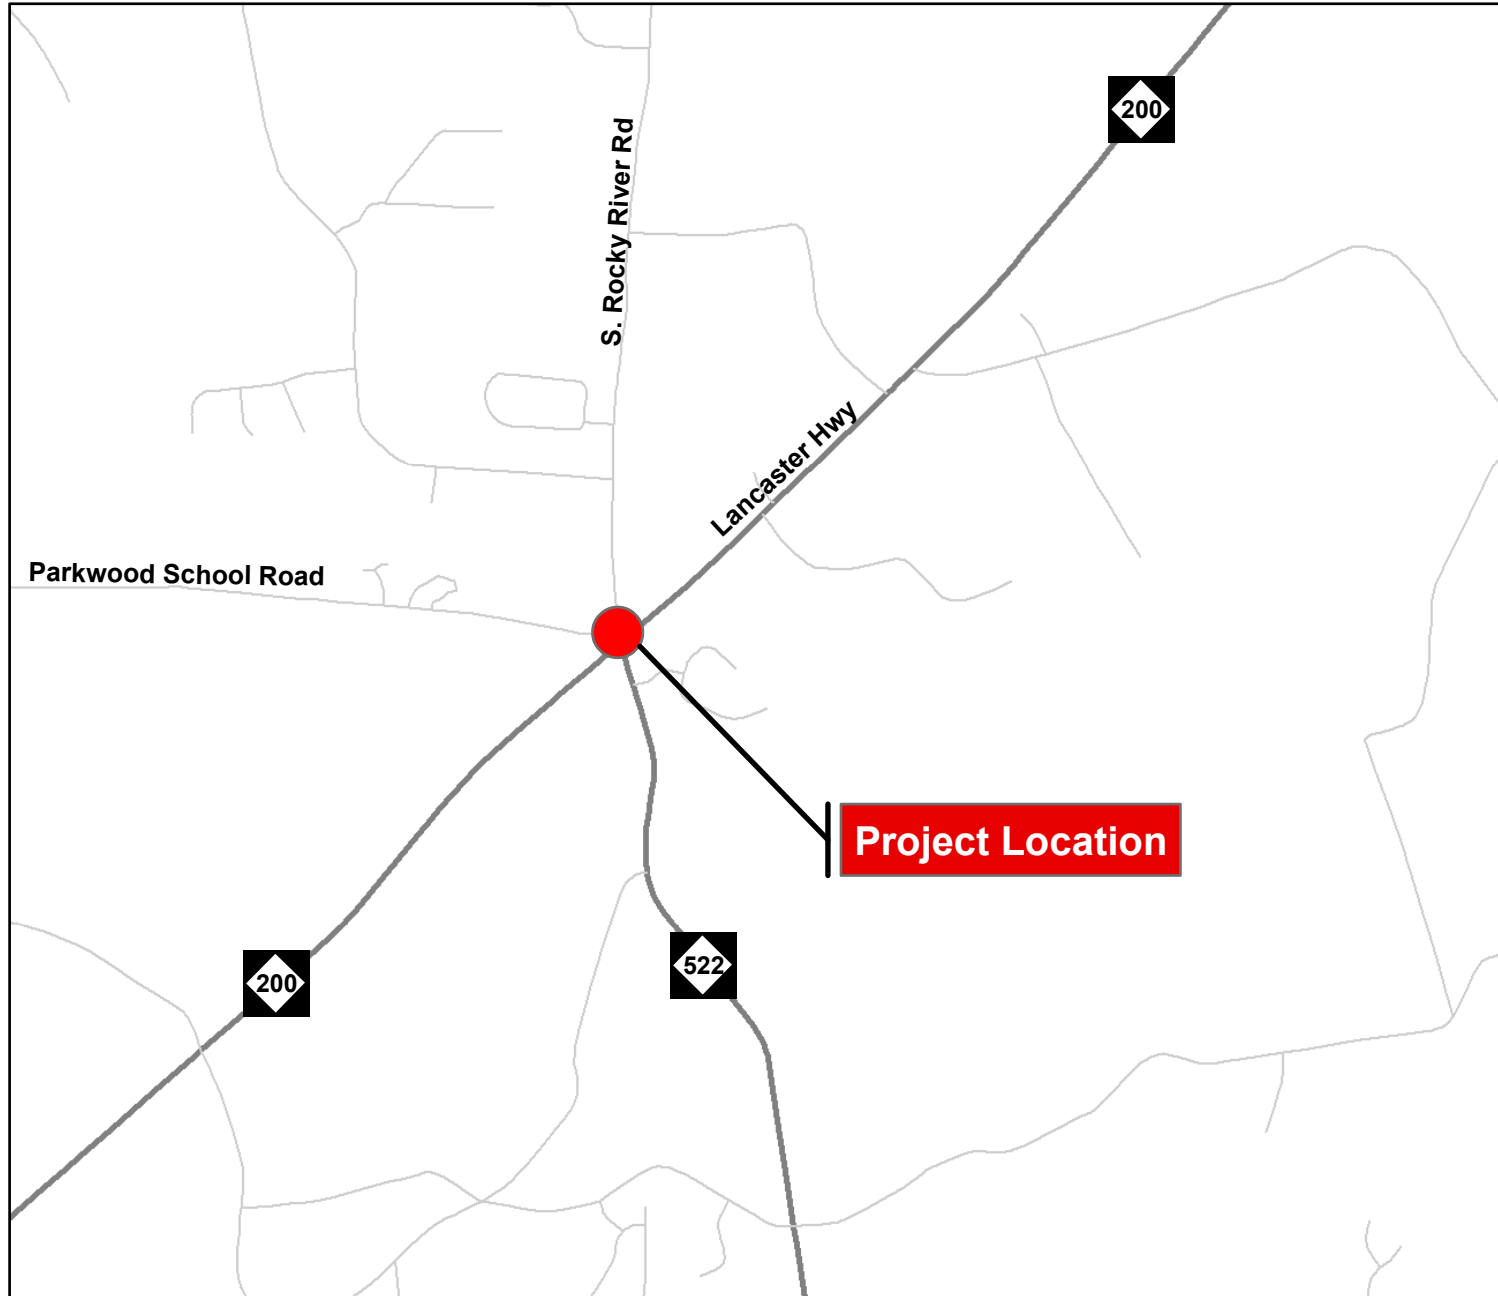 200
S. Rocky River Rd
Lancaster Hwy
Parkwood School Road
Project Location
522
200